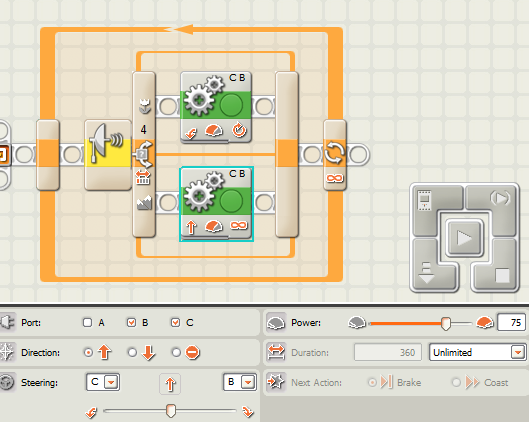 C B
4
C B
Port: A B C Power: 75
Direction: Duration: 360 Unlimited
Steering: C B Next Action: Brake Coast